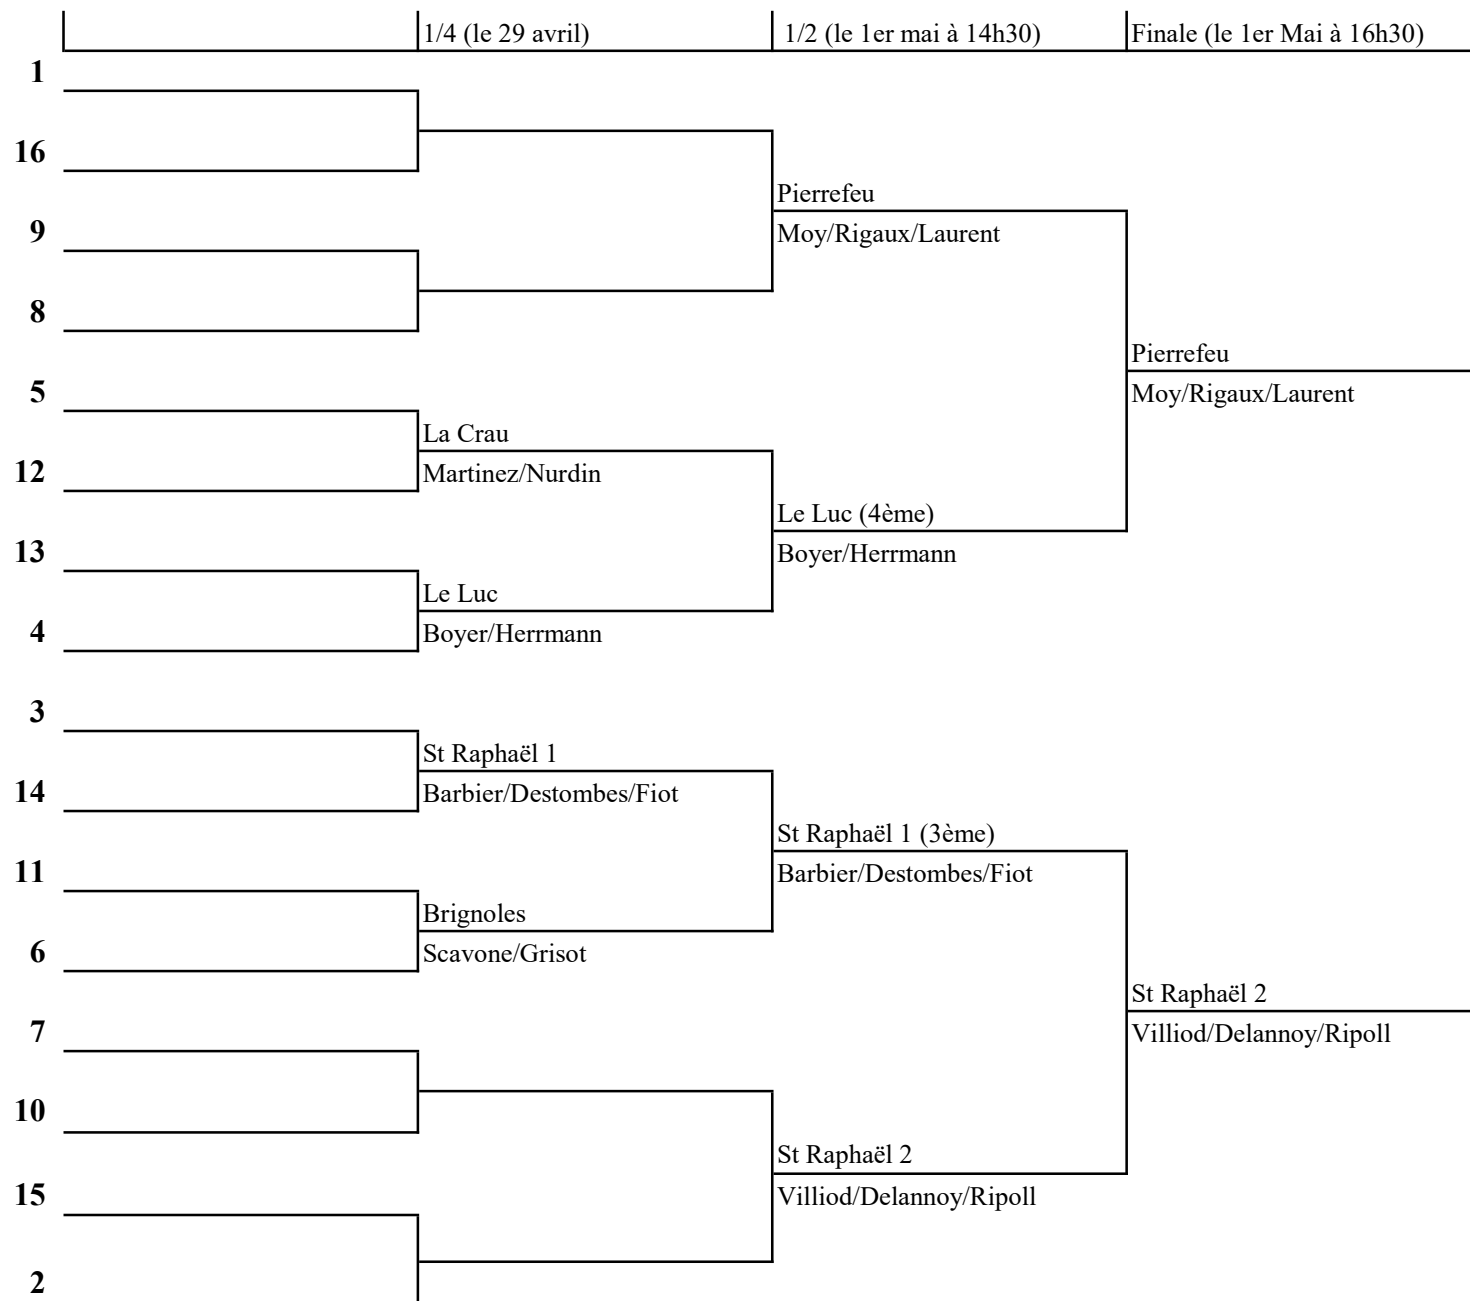 1/4 (le 29 avril)
1/2 (le 1er mai à 14h30)
Finale (le 1er Mai à 16h30)
1
16
Pierrefeu
9
Moy/Rigaux/Laurent
8
Pierrefeu
5
Moy/Rigaux/Laurent
La Crau
12
Martinez/Nurdin
Le Luc (4ème)
13
Boyer/Herrmann
Le Luc
4
Boyer/Herrmann
3
St Raphaël 1
14
Barbier/Destombes/Fiot
St Raphaël 1 (3ème)
11
Barbier/Destombes/Fiot
Brignoles
6
Scavone/Grisot
St Raphaël 2
7
Villiod/Delannoy/Ripoll
10
St Raphaël 2
15
Villiod/Delannoy/Ripoll
2